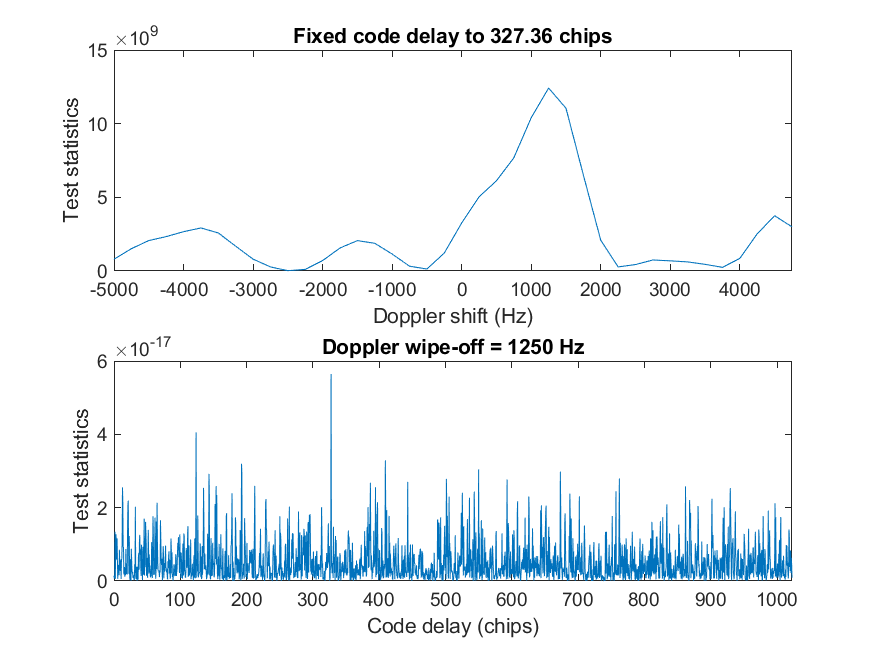 ×10⁹
Fixed code delay to 327.36 chips
15
10
5
0
Test statistics
-5000 -4000 -3000 -2000 -1000 0 1000 2000 3000 4000
Doppler shift (Hz)
×10⁻¹⁷
Doppler wipe-off = 1250 Hz
6
4
2
0
Test statistics
0 100 200 300 400 500 600 700 800 900 1000
Code delay (chips)